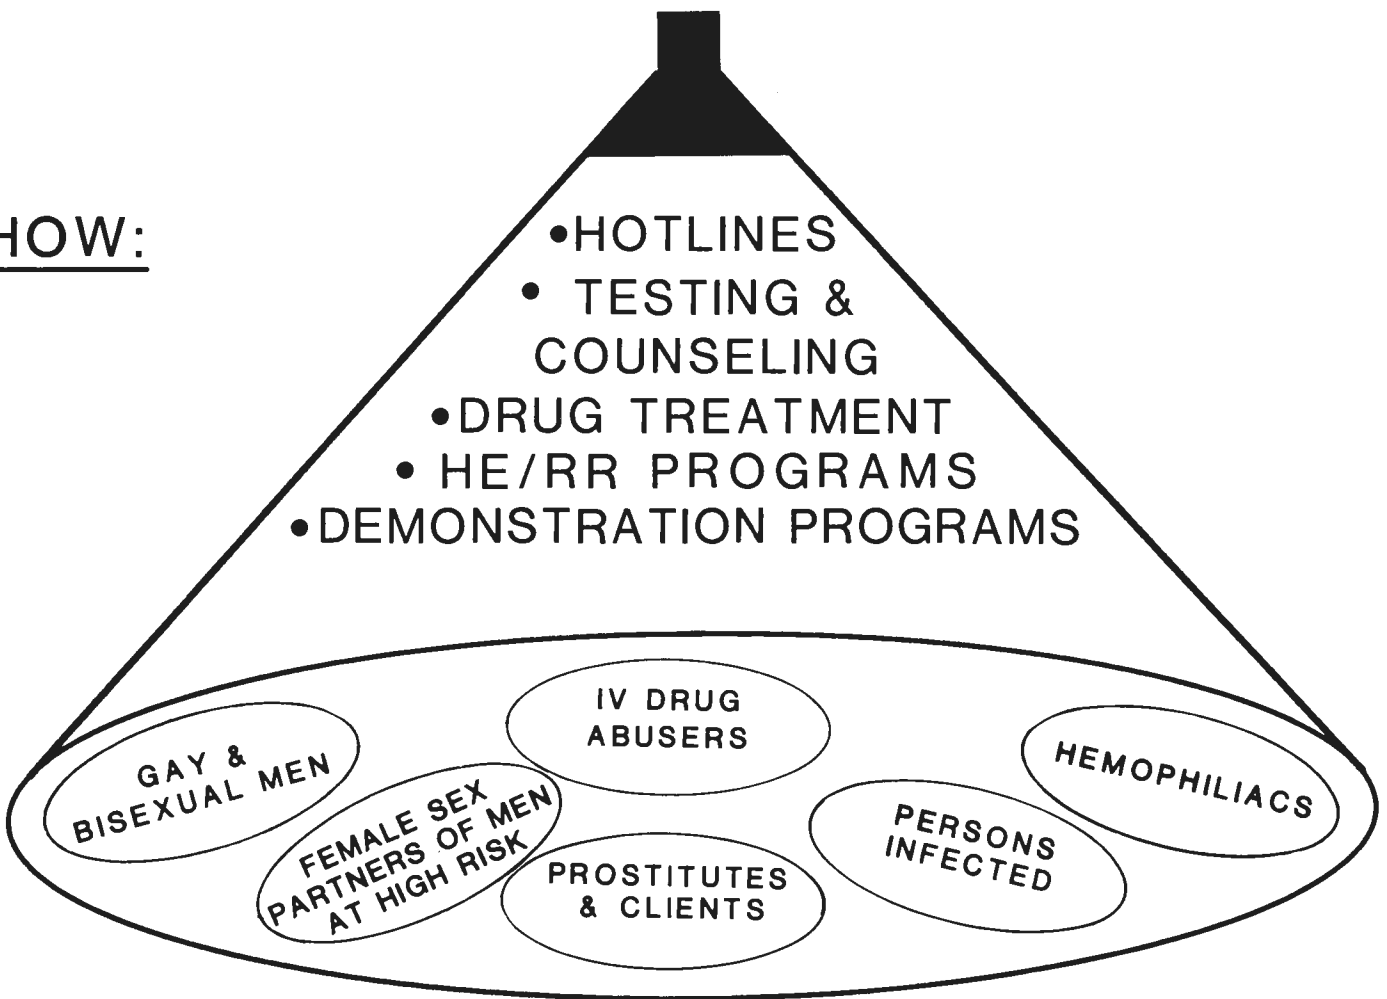 HOW:
•HOTLINES
• TESTING &
COUNSELING
•DRUG TREATMENT
• HE/RR PROGRAMS
•DEMONSTRATION PROGRAMS
GAY &
BISEXUAL MEN
FEMALE SEX
PARTNERS OF MEN
AT HIGH RISK
IV DRUG
ABUSERS
PROSTITUTES
& CLIENTS
PERSONS
INFECTED
HEMOPHILIACS